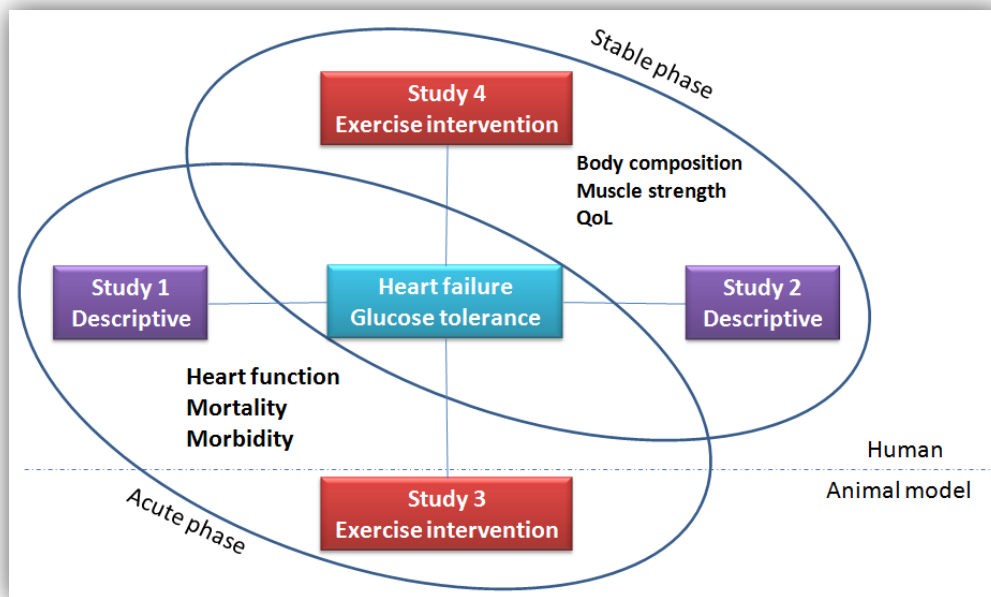 Stable phase
Study 4
Exercise intervention
Body composition
Muscle strength
QoL
Study 1
Descriptive
Heart failure
Glucose tolerance
Study 2
Descriptive
Heart function
Mortality
Morbidity
Human
Animal model
Acute phase
Study 3
Exercise intervention